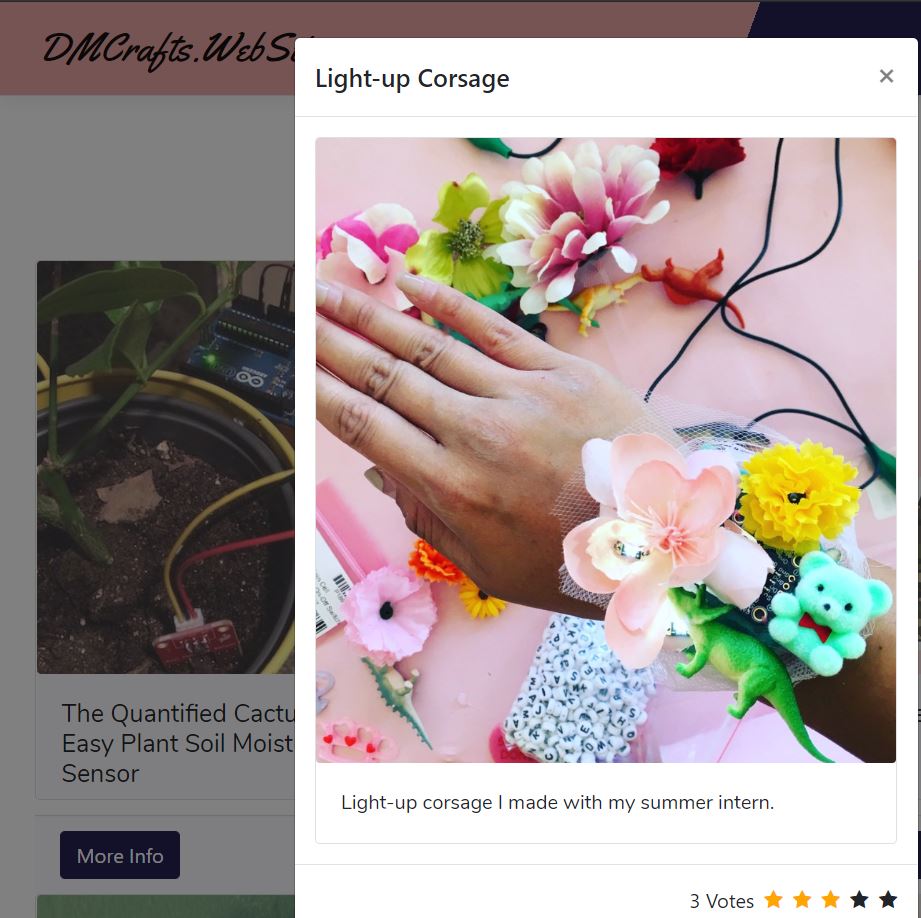 DMCrafts.WebSi
Light-up Corsage
×
The Quantified Cactu
Easy Plant Soil Moist
Sensor
More Info
Light-up corsage I made with my summer intern.
3 Votes